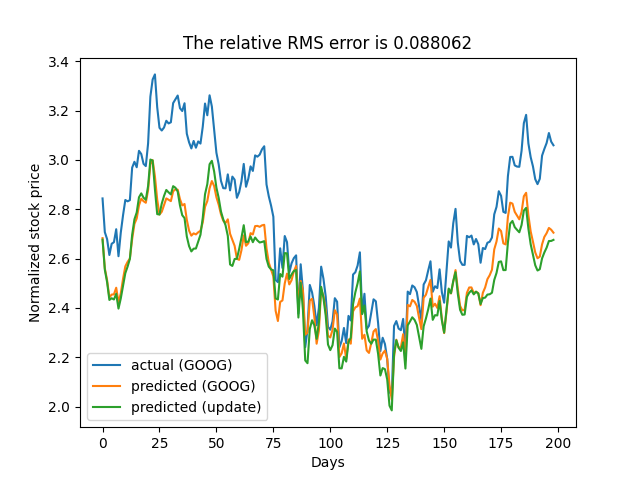 The relative RMS error is 0.088062
3.4
3.2
3.0
2.8
2.6
2.4
2.2
2.0
Normalized stock price
actual (GOOG)
predicted (GOOG)
predicted (update)
0 25 50 75 100 125 150 175 200
Days